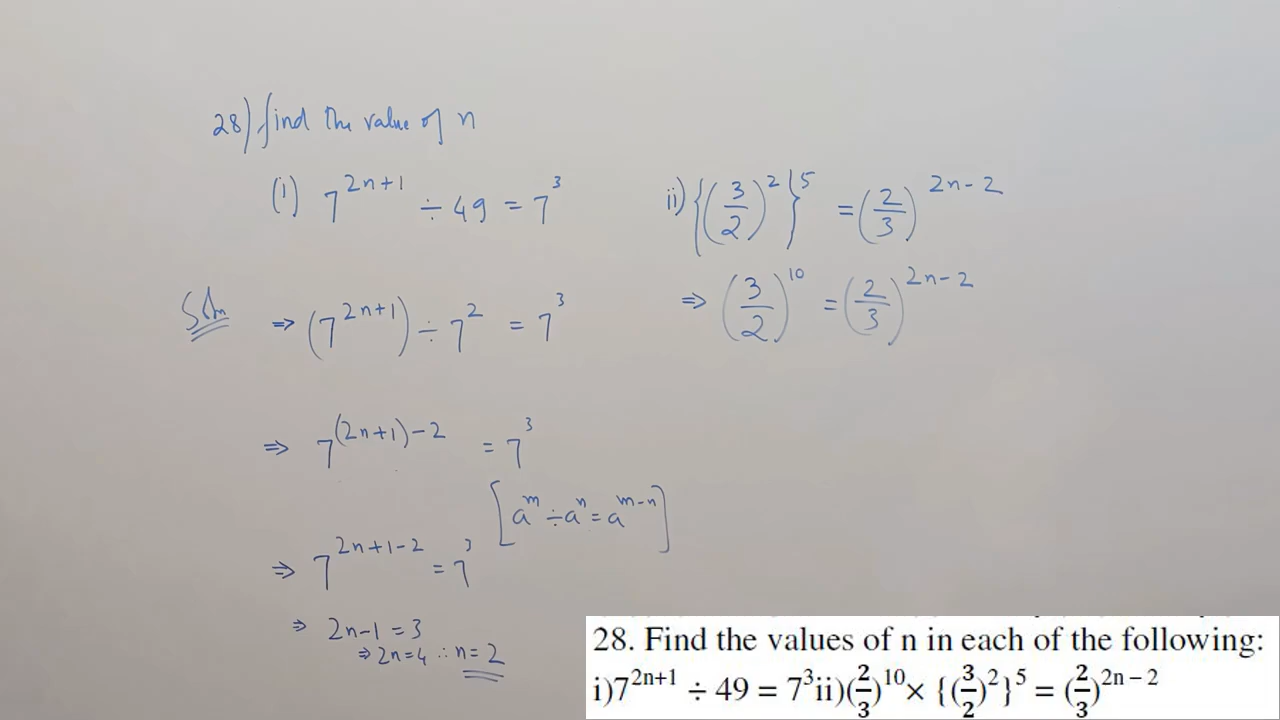 28) find the value of n
(i) 7^{2n+1} ÷ 49 = 7^3
Soln ⇒ (7^{2n+1}) ÷ 7^2 = 7^3
⇒ 7^{(2n+1)-2} = 7^3
[a^m ÷ a^n = a^{m-n}]
⇒ 7^{2n+1-2} = 7^3
⇒ 2n-1 = 3
⇒ 2n=4 ∴ n=2
ii) {(3/2)^2}^5 = (2/3)^{2n-2}
⇒ (3/2)^{10} = (2/3)^{2n-2}
28. Find the values of n in each of the following:
i)7^{2n+1} ÷ 49 = 7^3 ii)(2/3)^{10} × {(3/2)^2}^5 = (2/3)^{2n – 2}